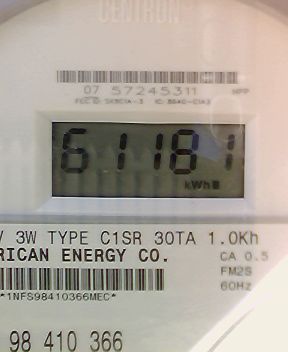 CENTRON
07 57245311 NPP
61181
kWh
V 3W TYPE C1SR 30TA 1.0Kh
RICAN ENERGY CO. CA 0.5
FM2S
*1NFS98410366MEC* 60Hz
98 410 366